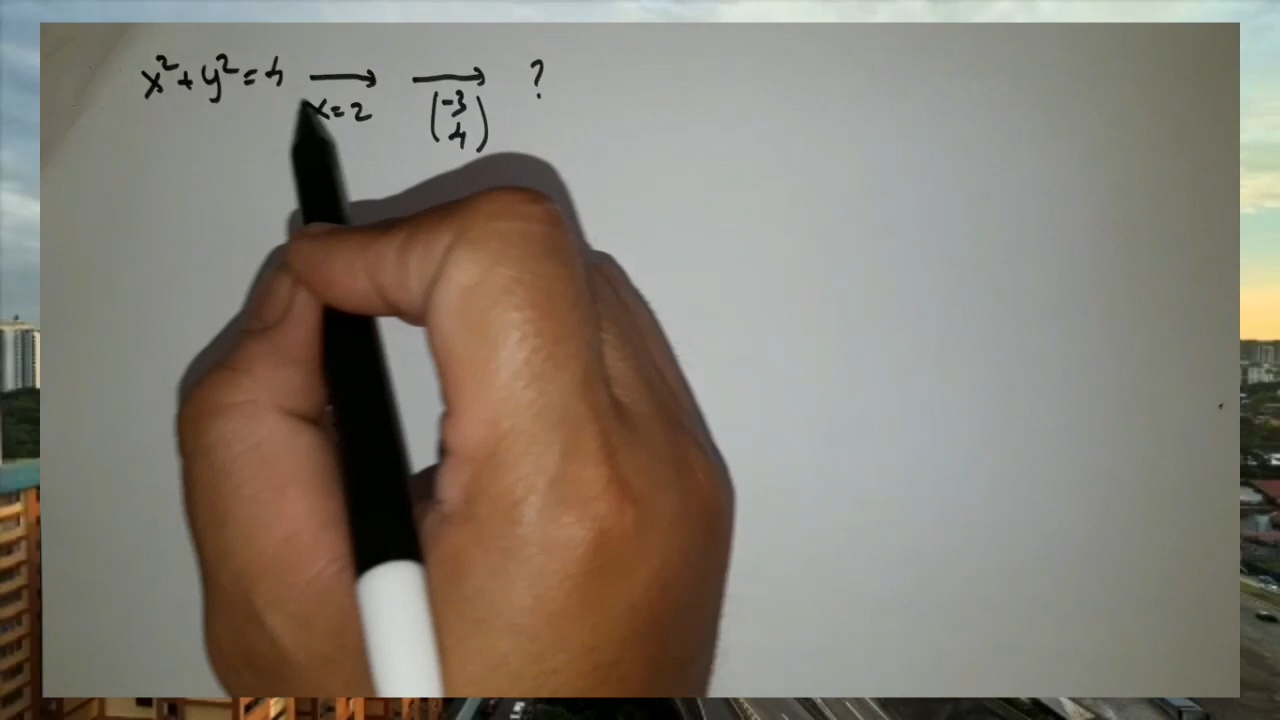 x² + y² = 4 ⟶ ⟶ ?
x = 2 (-3
4)